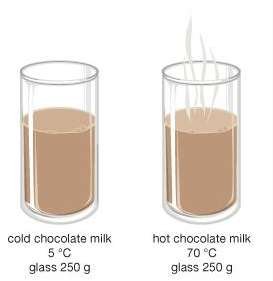 cold chocolate milk
5 °C
glass 250 g
hot chocolate milk
70 °C
glass 250 g